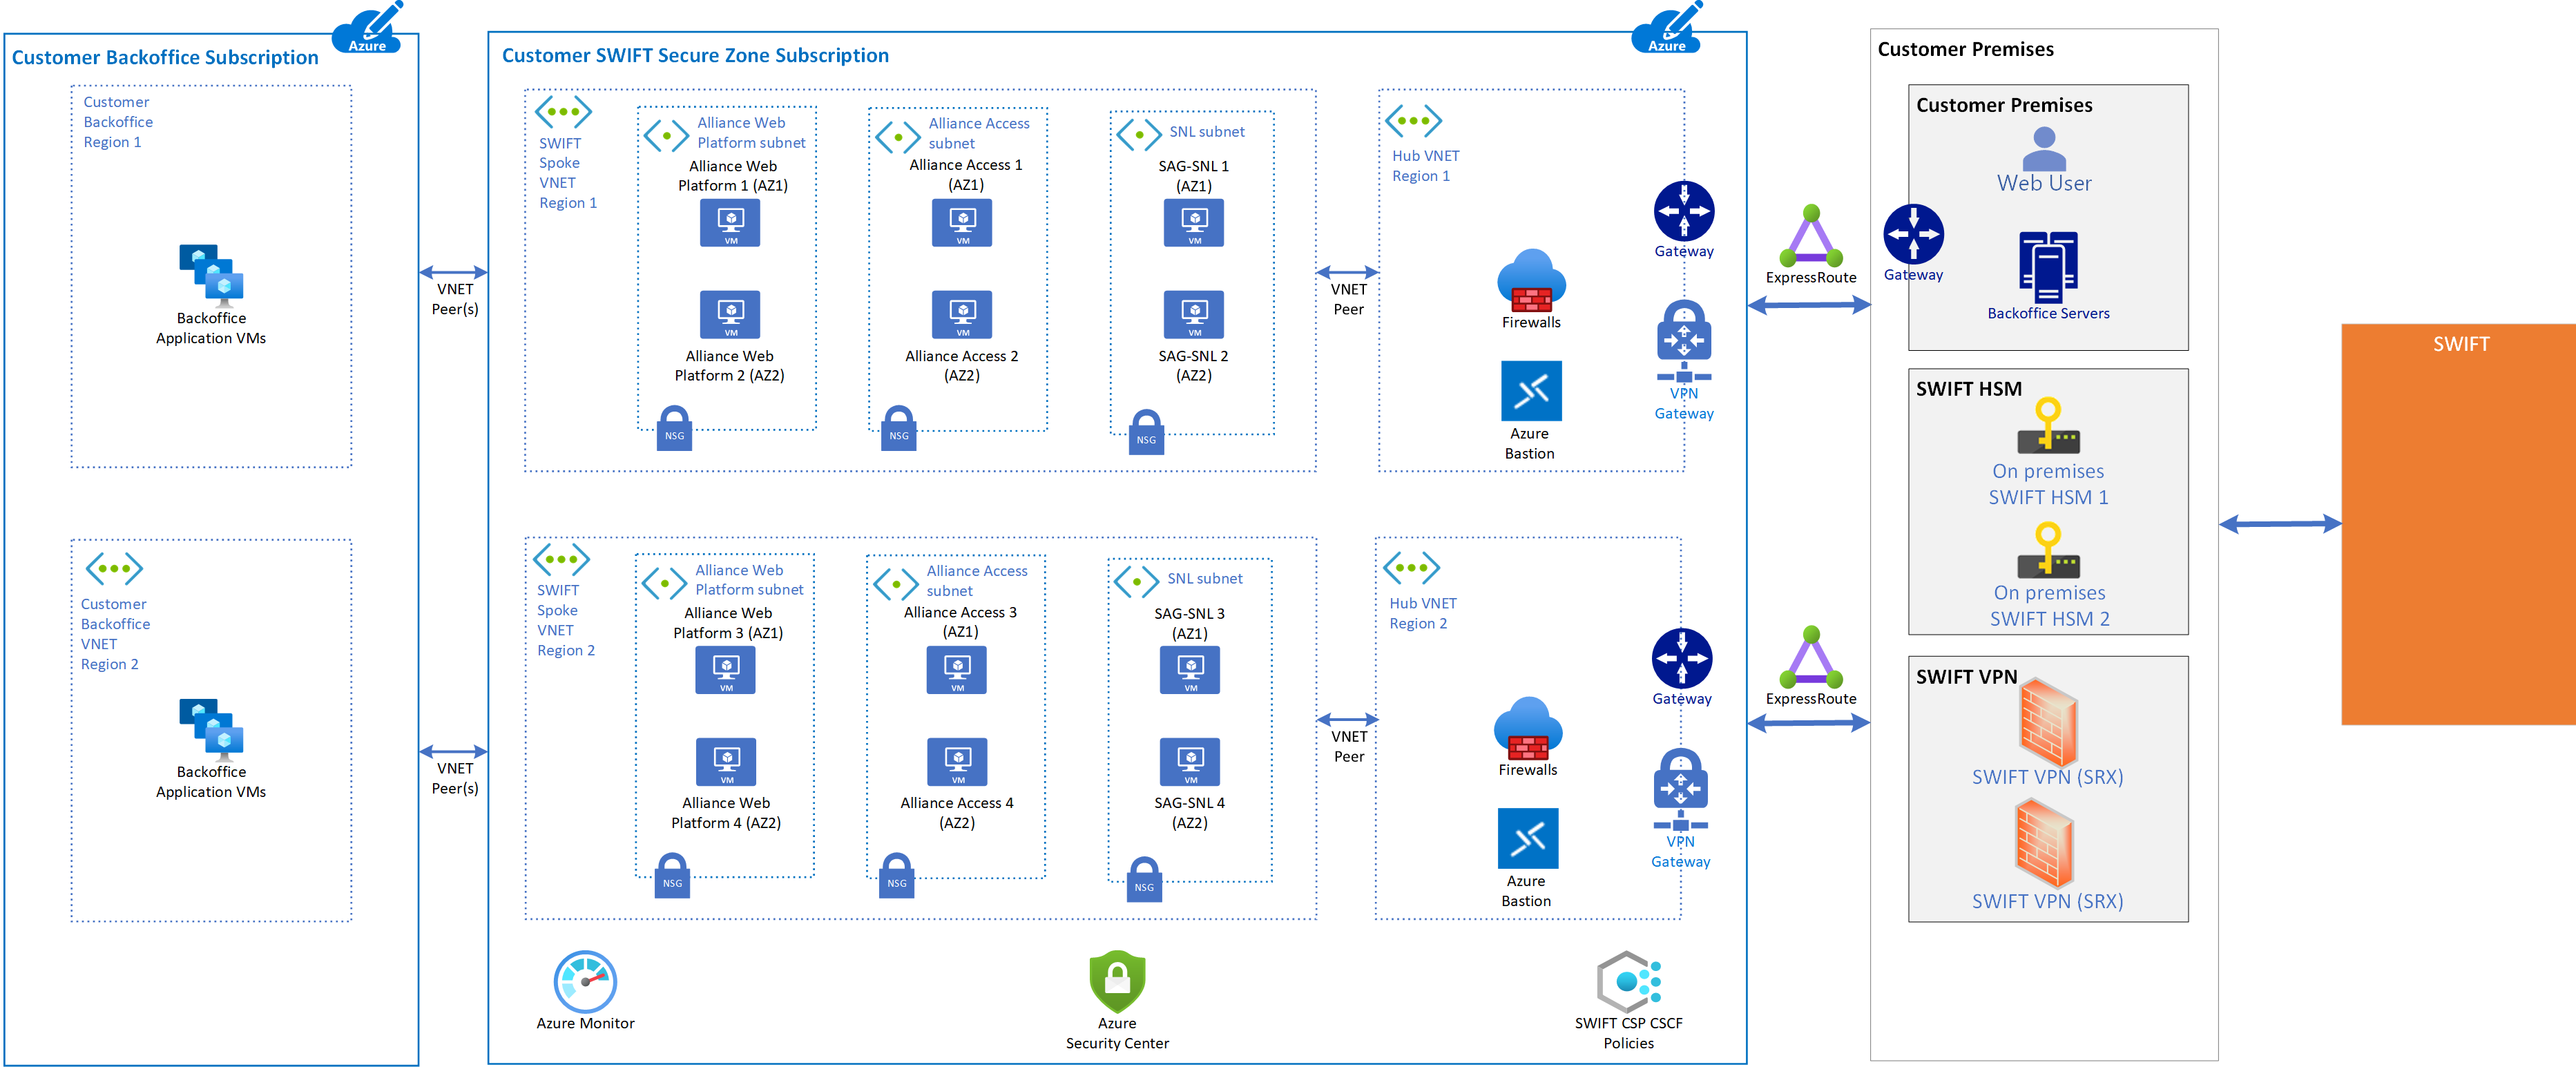 Azure
Customer Backoffice Subscription
Customer
Backoffice
Region 1
Backoffice
Application VMs
Customer
Backoffice
VNET
Region 2
Backoffice
Application VMs
VNET
Peer(s)
VNET
Peer(s)
Azure
Customer SWIFT Secure Zone Subscription
SWIFT
Spoke
VNET
Region 1
Alliance Web
Platform subnet
Alliance Web
Platform 1 (AZ1)
VM
VM
Alliance Web
Platform 2 (AZ2)
NSG
Alliance Access
subnet
Alliance Access 1
(AZ1)
VM
VM
Alliance Access 2
(AZ2)
NSG
SNL subnet
SAG-SNL 1
(AZ1)
VM
VM
SAG-SNL 2
(AZ2)
NSG
VNET
Peer
Hub VNET
Region 1
Firewalls
Azure
Bastion
Gateway
VPN
Gateway
SWIFT
Spoke
VNET
Region 2
Alliance Web
Platform subnet
Alliance Web
Platform 3 (AZ1)
VM
VM
Alliance Web
Platform 4 (AZ2)
NSG
Alliance Access
subnet
Alliance Access 3
(AZ1)
VM
VM
Alliance Access 4
(AZ2)
NSG
SNL subnet
SAG-SNL 3
(AZ1)
VM
VM
SAG-SNL 4
(AZ2)
NSG
VNET
Peer
Hub VNET
Region 2
Firewalls
Azure
Bastion
Gateway
VPN
Gateway
Azure Monitor
Azure
Security Center
SWIFT CSP CSCF
Policies
ExpressRoute
ExpressRoute
Customer Premises
Customer Premises
Web User
Gateway
Backoffice Servers
SWIFT HSM
On premises
SWIFT HSM 1
On premises
SWIFT HSM 2
SWIFT VPN
SWIFT VPN (SRX)
SWIFT VPN (SRX)
SWIFT